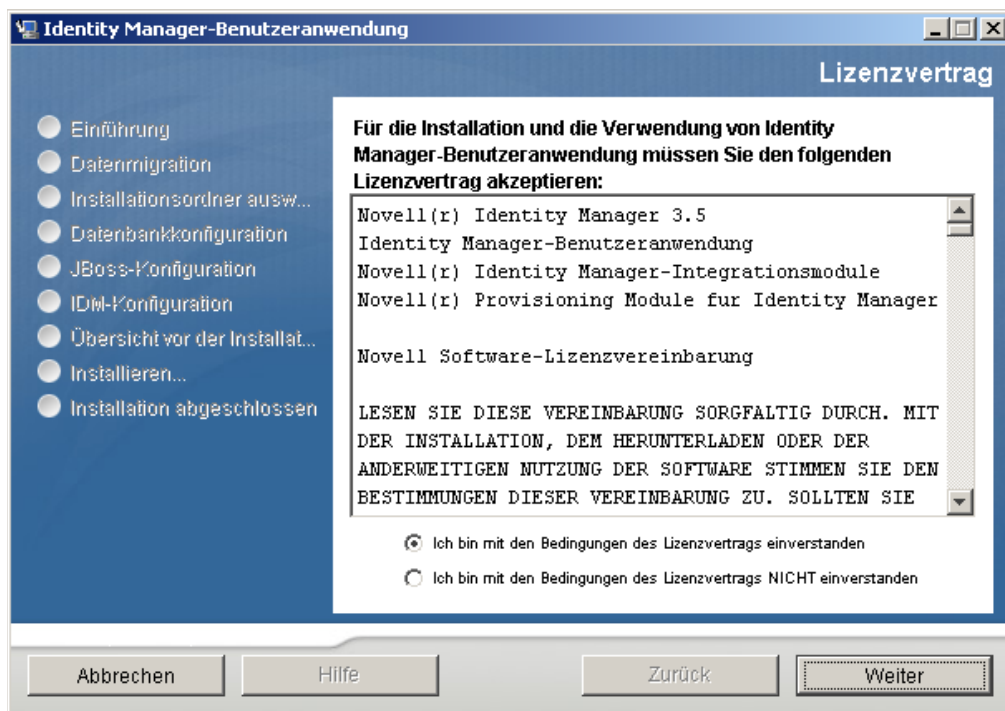 Identity Manager-Benutzeranwendung
Lizenzvertrag
Einführung
Datenmigration
Installationsordner ausw...
Datenbankkonfiguration
JBoss-Konfiguration
IDM-Konfiguration
Übersicht vor der Installat...
Installieren...
Installation abgeschlossen
Für die Installation und die Verwendung von Identity
Manager-Benutzeranwendung müssen Sie den folgenden
Lizenzvertrag akzeptieren:
Novell(r) Identity Manager 3.5
Identity Manager-Benutzeranwendung
Novell(r) Identity Manager-Integrationsmodule
Novell(r) Provisioning Module fur Identity Manager
Novell Software-Lizenzvereinbarung
LESEN SIE DIESE VEREINBARUNG SORGFALTIG DURCH. MIT
DER INSTALLATION, DEM HERUNTERLADEN ODER DER
ANDERWEITIGEN NUTZUNG DER SOFTWARE STIMMEN SIE DEN
BESTIMMUNGEN DIESER VEREINBARUNG ZU. SOLLTEN SIE
Ich bin mit den Bedingungen des Lizenzvertrags einverstanden
Ich bin mit den Bedingungen des Lizenzvertrags NICHT einverstanden
Abbrechen
Hilfe
Zurück
Weiter